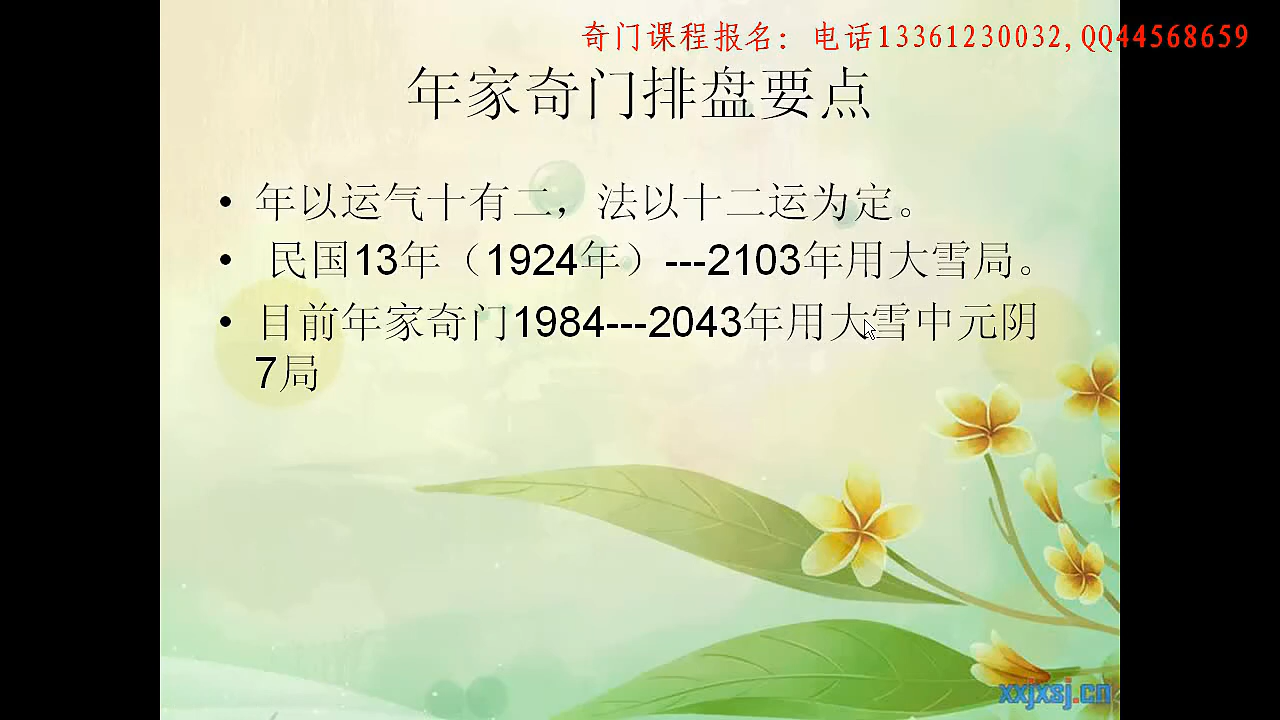 奇门课程报名：电话13361230032,QQ44568659
年家奇门排盘要点
• 年以运气十有二，法以十二运为定。
• 民国13年（1924年）---2103年用大雪局。
• 目前年家奇门1984---2043年用大雪中元阴
7局
xxjxsj.cn